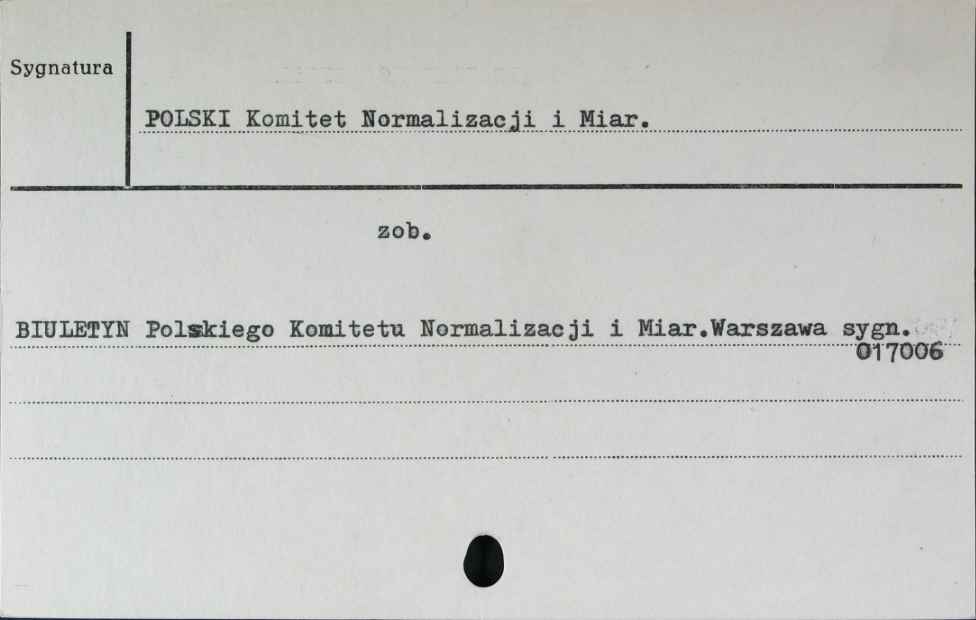 Sygnatura
POLSKI Komitet Normalizacji i Miar.
zob.
BIULETYN Polskiego Komitetu Normalizacji i Miar.Warszawa sygn.
017006